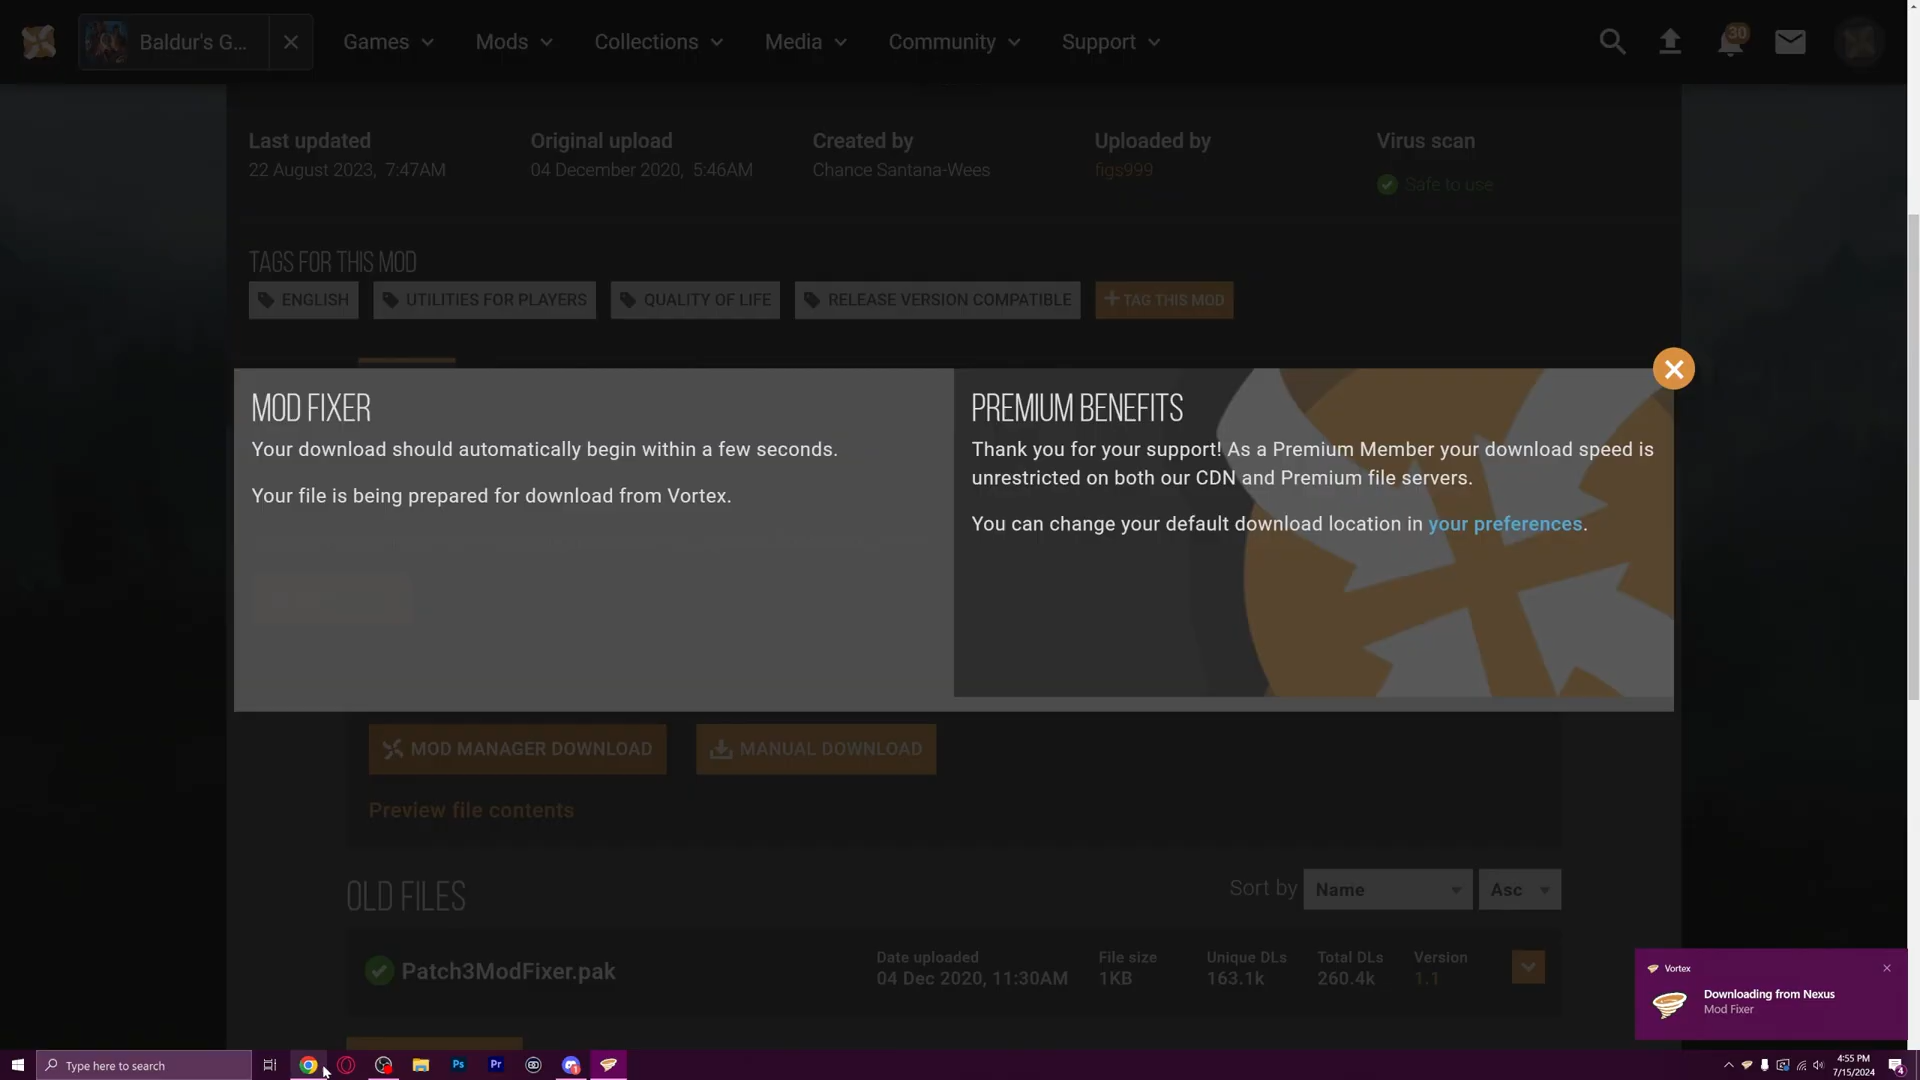 Baldur's G...
Games
Mods
Collections
Media
Community
Support
30
Last updated
22 August 2023, 7:47AM
Original upload
04 December 2020, 5:46AM
Created by
Chance Santana-Wees
Uploaded by
figs999
Virus scan
Safe to use
TAGS FOR THIS MOD
ENGLISH
UTILITIES FOR PLAYERS
QUALITY OF LIFE
RELEASE VERSION COMPATIBLE
TAG THIS MOD
MOD FIXER
Your download should automatically begin within a few seconds.
Your file is being prepared for download from Vortex.
PREMIUM BENEFITS
Thank you for your support! As a Premium Member your download speed is
unrestricted on both our CDN and Premium file servers.
You can change your default download location in your preferences.
MOD MANAGER DOWNLOAD
MANUAL DOWNLOAD
Preview file contents
OLD FILES
Sort by
Name
Asc
Patch3ModFixer.pak
Date uploaded
04 Dec 2020, 11:30AM
File size
1KB
Unique DLs
163.1k
Total DLs
260.4k
Version
1.1
Vortex
Downloading from Nexus
Mod Fixer
Type here to search
Ps
Pr
4:55 PM
7/15/2024
4